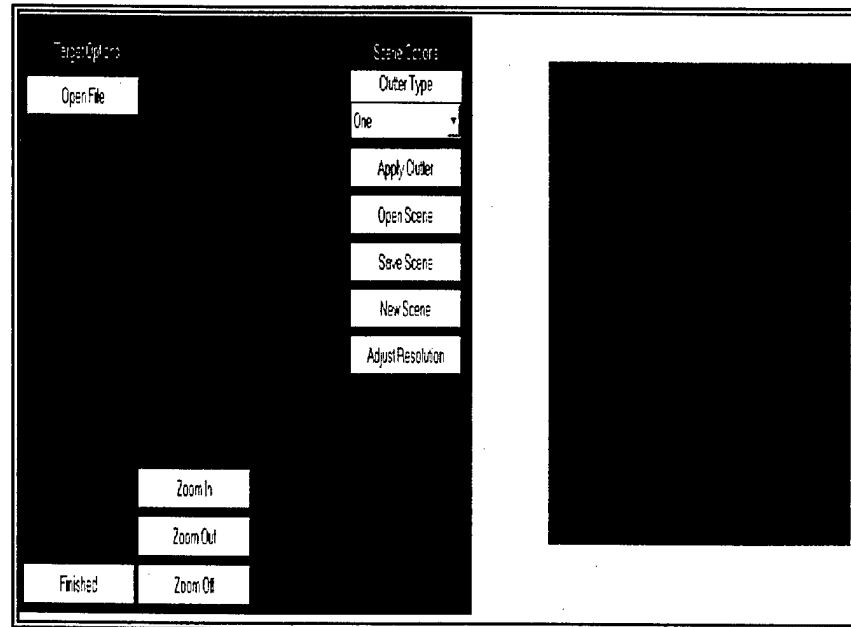 Target Options
Scene Options
Open File
Clutter Type
One
Apply Clutter
Open Scene
Save Scene
New Scene
Adjust Resolution
Zoom In
Zoom Out
Finished
Zoom Off